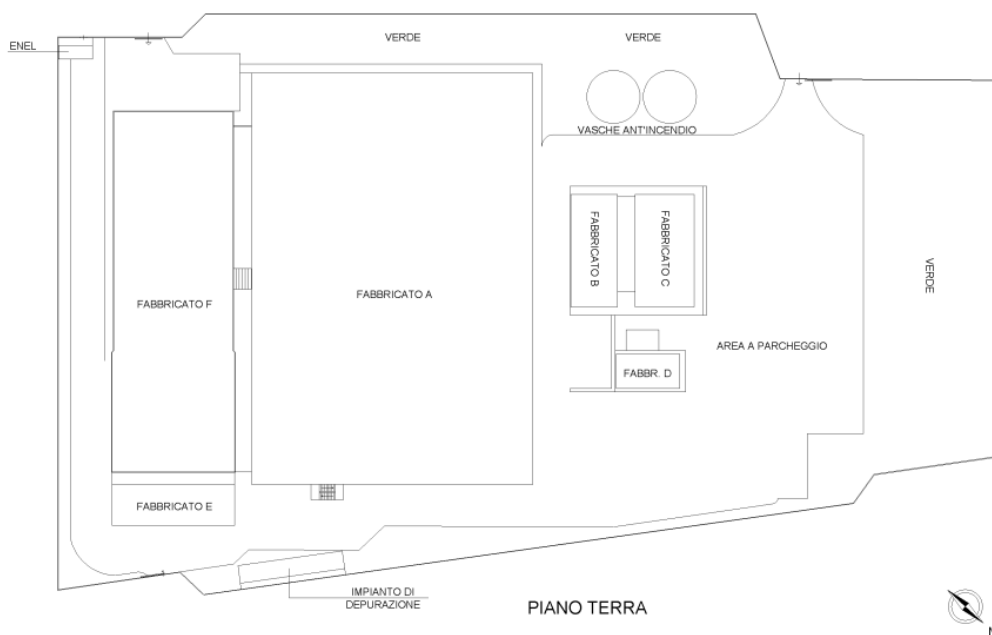 VERDE
VERDE
ENEL
VASCHE ANT'INCENDIO
FABBRICATO B
FABBRICATO C
VERDE
FABBRICATO F
FABBRICATO A
AREA A PARCHEGGIO
FABBR. D
FABBRICATO E
IMPIANTO DI
DEPURAZIONE
PIANO TERRA
N